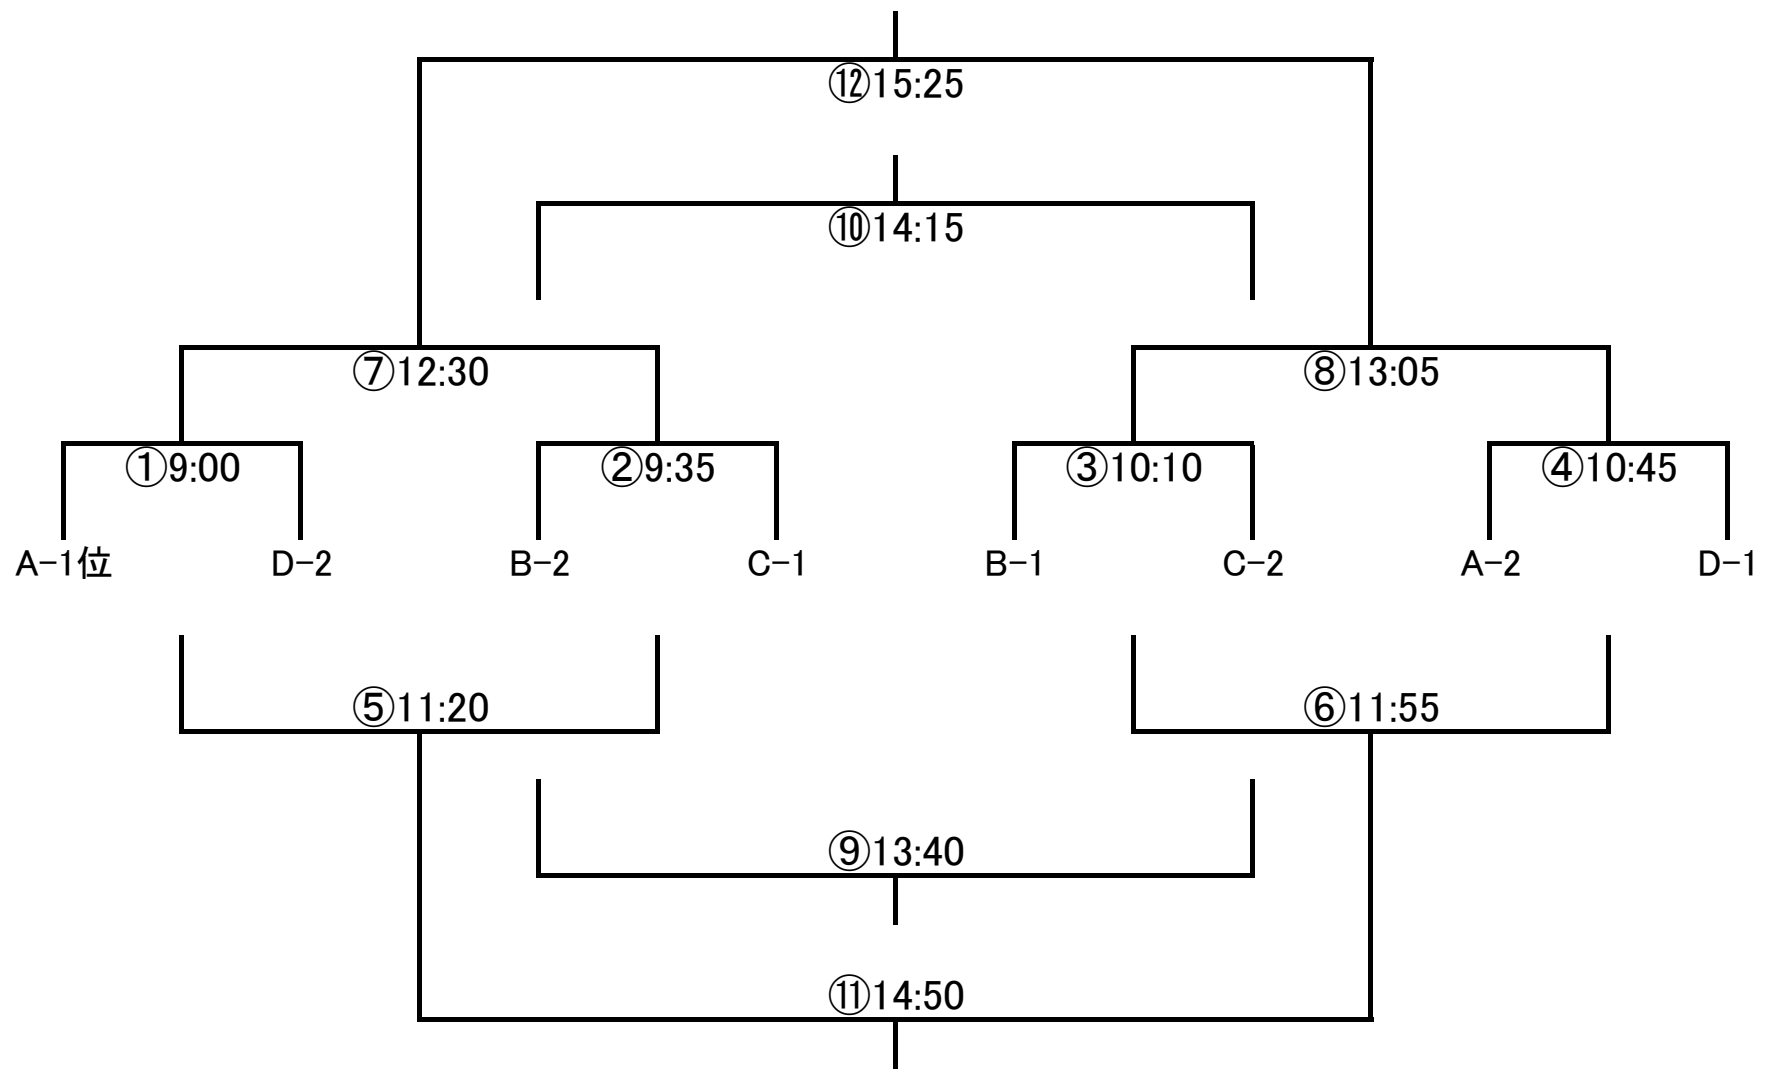 ⑫15:25
⑩14:15
⑦12:30
⑧13:05
①9:00
②9:35
③10:10
④10:45
A-1位
D-2
B-2
C-1
B-1
C-2
A-2
D-1
⑤11:20
⑥11:55
⑨13:40
⑪14:50